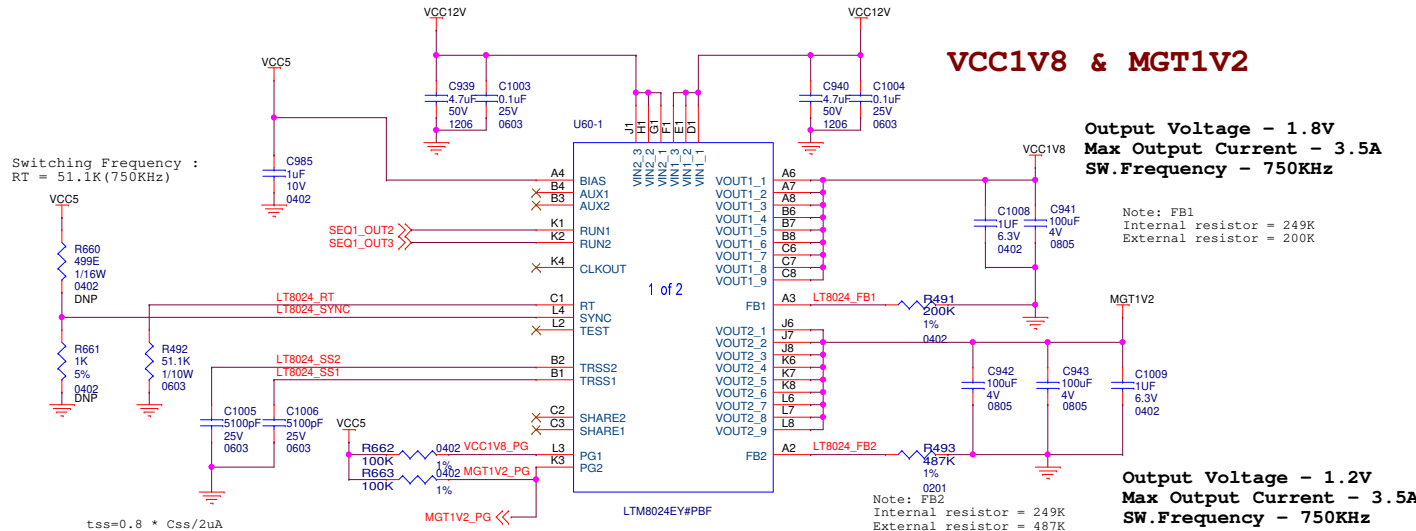 VCC12V
VCC12V
VCC1V8 & MGT1V2
VCC5
C939
4.7uF
50V
1206
C1003
0.1uF
25V
0603
C940
4.7uF
50V
1206
C1004
0.1uF
25V
0603
U60-1
J1
H1
G1
F1
E1
D1
VIN2_3
VIN2_2
VIN2_1
VIN1_3
VIN1_2
VIN1_1
Output Voltage - 1.8V
Max Output Current - 3.5A
SW.Frequency - 750KHz
VCC1V8
Switching Frequency :
RT = 51.1K(750KHz)
C985
1uF
10V
0402
VCC5
A4 BIAS
B4 AUX1
B3 AUX2
SEQ1_OUT2 K1 RUN1
SEQ1_OUT3 K2 RUN2
K4 CLKOUT
LT8024_RT C1 RT
LT8024_SYNC L4 SYNC
L2 TEST
LT8024_SS2 B2 TRSS2
LT8024_SS1 B1 TRSS1
C2 SHARE2
C3 SHARE1
L3 PG1
K3 PG2
1 of 2
VOUT1_1 A6
VOUT1_2 A7
VOUT1_3 A8
VOUT1_4 B6
VOUT1_5 B7
VOUT1_6 B8
VOUT1_7 C6
VOUT1_8 C7
VOUT1_9 C8
FB1 A3 LT8024_FB1
VOUT2_1 J6
VOUT2_2 J7
VOUT2_3 J8
VOUT2_4 K6
VOUT2_5 K7
VOUT2_6 K8
VOUT2_7 L6
VOUT2_8 L7
VOUT2_9 L8
FB2 A2 LT8024_FB2
LTM8024EY#PBF
R660
499E
1/16W
0402
DNP
R661
1K
5%
0402
DNP
R492
51.1K
1/10W
0603
C1005
5100pF
25V
0603
C1006
5100pF
25V
0603
VCC5
R662
100K
0402
1%
VCC1V8_PG
R663
100K
0402
1%
MGT1V2_PG
MGT1V2_PG
tss=0.8 * Css/2uA
C1008
1UF
6.3V
0402
C941
100uF
4V
0805
Note: FB1
Internal resistor = 249K
External resistor = 200K
R491
200K
1%
0402
MGT1V2
C942
100uF
4V
0805
C943
100uF
4V
0805
C1009
1UF
6.3V
0402
R493
487K
1%
0201
Note: FB2
Internal resistor = 249K
External resistor = 487K
Output Voltage - 1.2V
Max Output Current - 3.5A
SW.Frequency - 750KHz